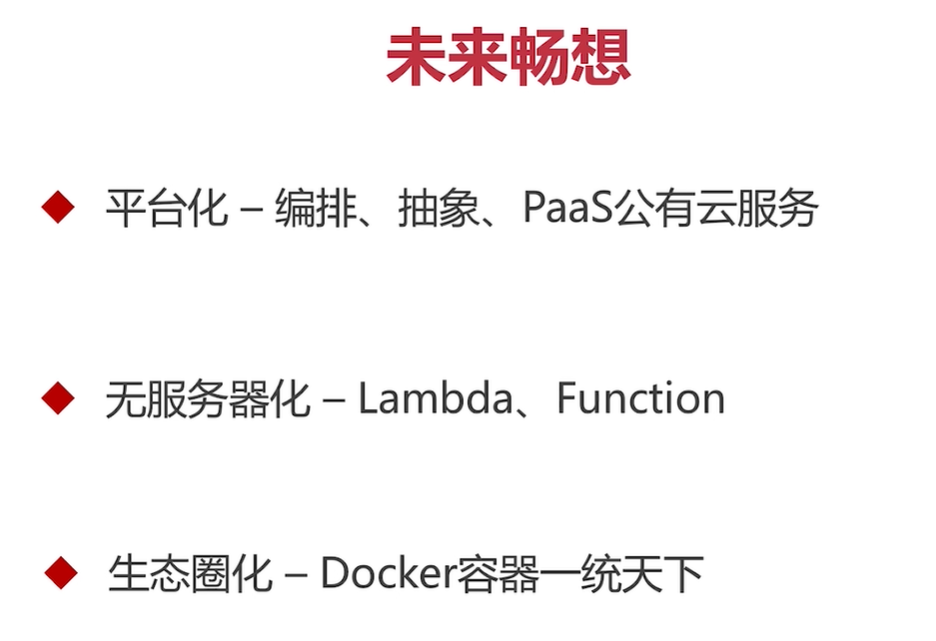 未来畅想
平台化 – 编排、抽象、PaaS公有云服务
无服务器化 – Lambda、Function
生态圈化 – Docker容器一统天下